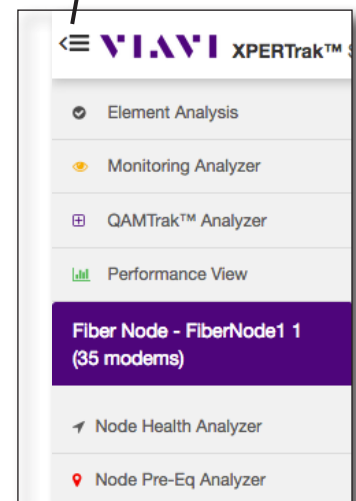 VIAVI XPERTrak™
Element Analysis
Monitoring Analyzer
QAMTrak™ Analyzer
Performance View
Fiber Node - FiberNode1 1
(35 modems)
Node Health Analyzer
Node Pre-Eq Analyzer